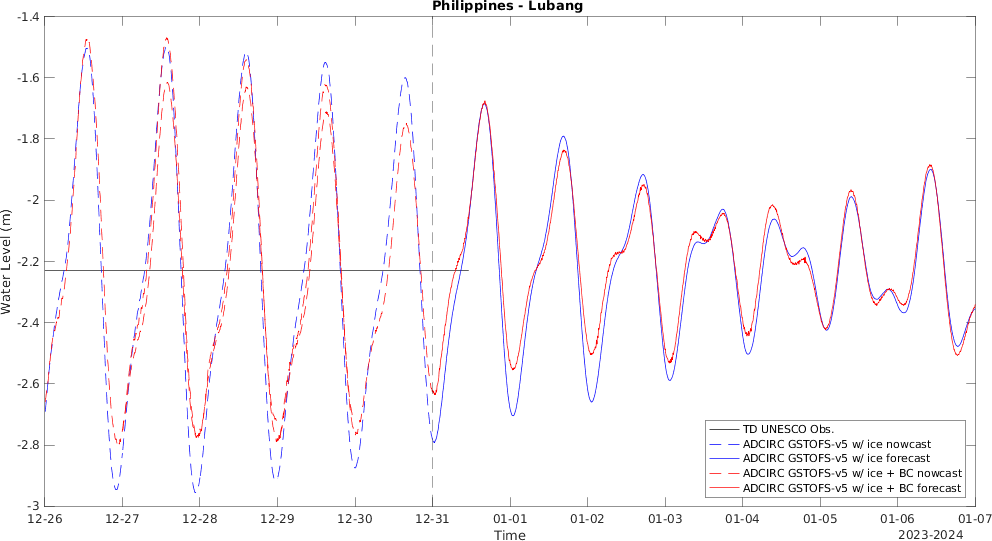 Philippines - Lubang
-1.4
-1.6
-1.8
-2
-2.2
-2.4
-2.6
-2.8
-3
Water Level (m)
TD UNESCO Obs.
ADCIRC GSTOFS-v5 w/ ice nowcast
ADCIRC GSTOFS-v5 w/ ice forecast
ADCIRC GSTOFS-v5 w/ ice + BC nowcast
ADCIRC GSTOFS-v5 w/ ice + BC forecast
12-26 12-27 12-28 12-29 12-30 12-31 01-01 01-02 01-03 01-04 01-05 01-06 01-07
Time
2023-2024